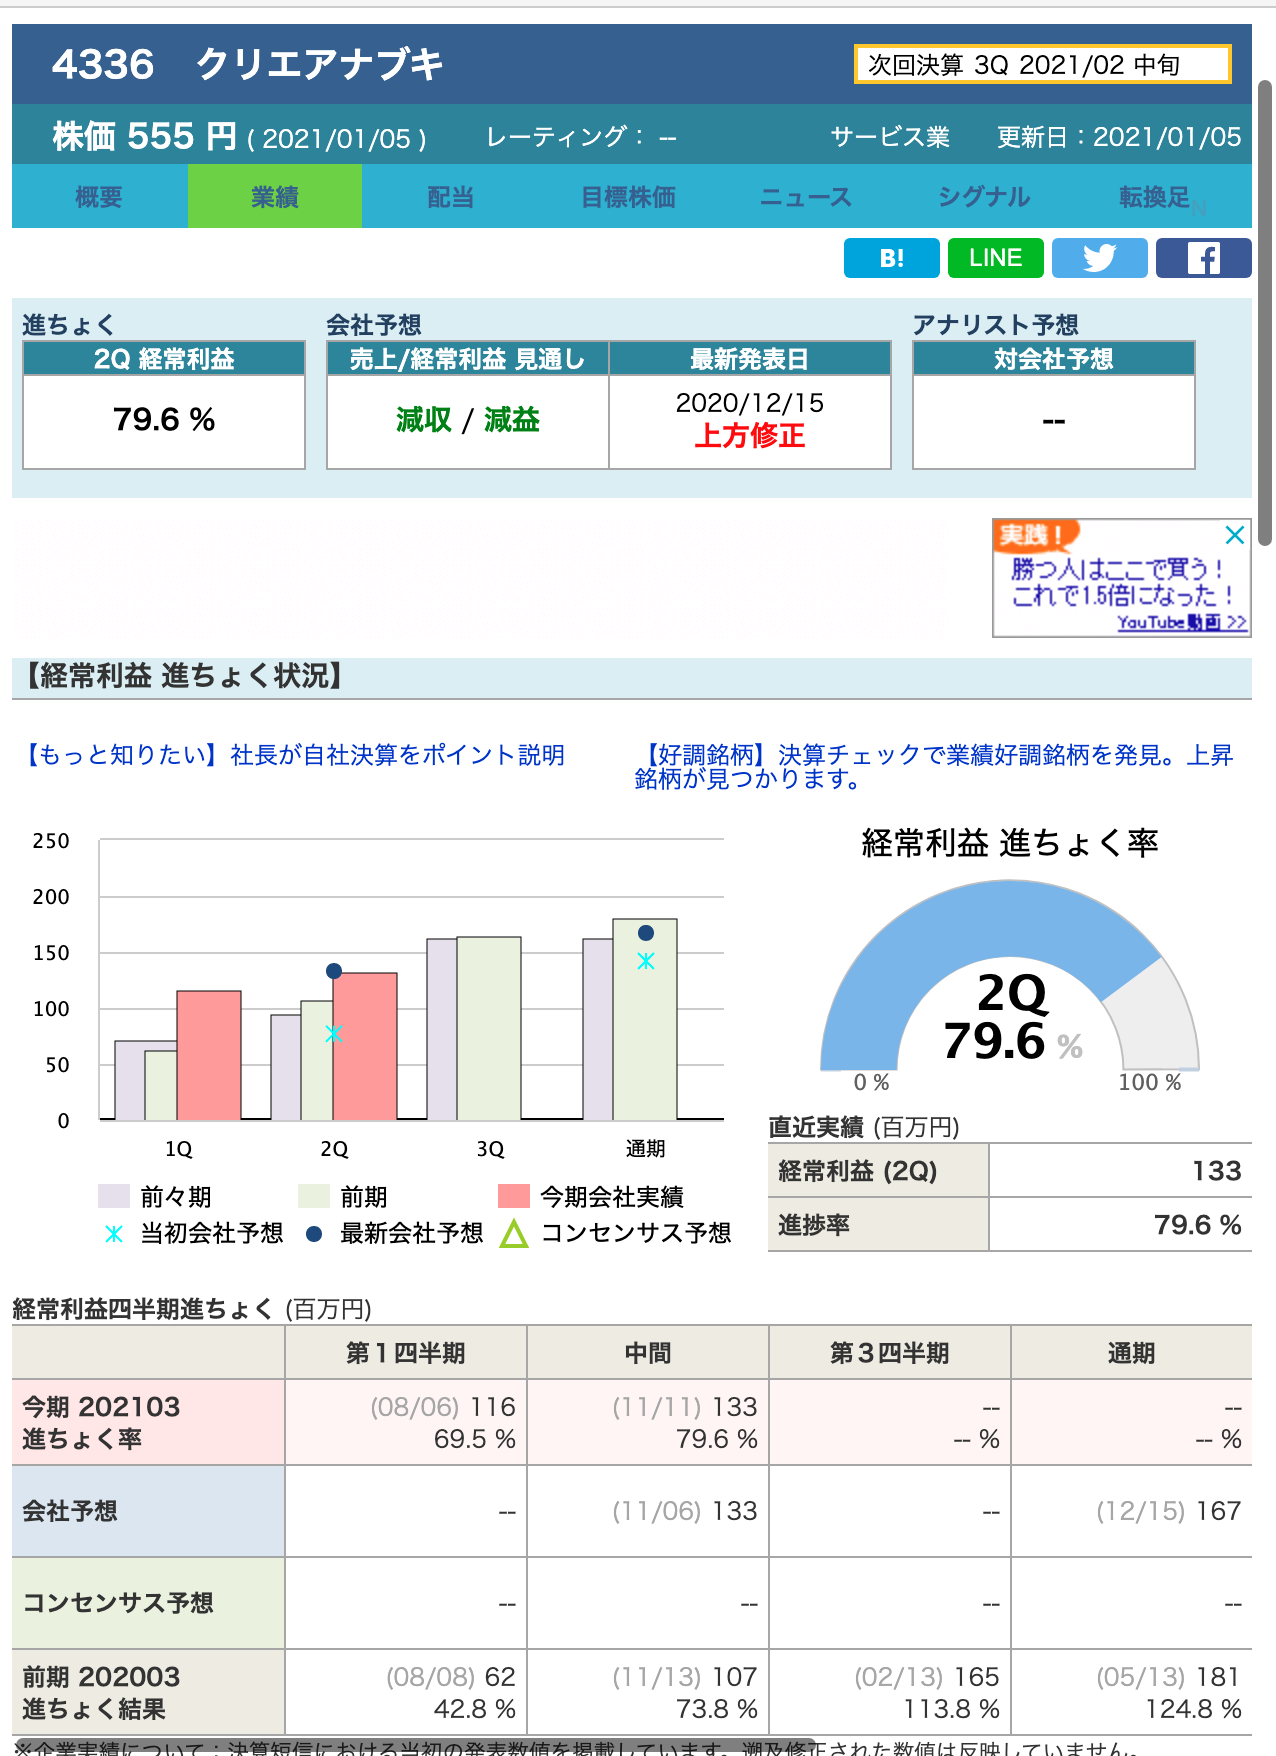 4336 クリエアナブキ
次回決算 3Q 2021/02 中旬
株価 555 円 ( 2021/01/05 ) レーティング： -- サービス業 更新日：2021/01/05
概要 業績 配当 目標株価 ニュース シグナル 転換足 N
B! LINE
進ちょく 会社予想 アナリスト予想
2Q 経常利益 売上/経常利益 見通し 最新発表日 対会社予想
79.6 % 減収 / 減益 2020/12/15 --
上方修正
実践！
勝つ人はここで買う！
これで1.5倍になった！
YouTube動画 >>
【経常利益 進ちょく状況】
【もっと知りたい】社長が自社決算をポイント説明
【好調銘柄】決算チェックで業績好調銘柄を発見。上昇
銘柄が見つかります。
250
200
150
100
50
0
1Q 2Q 3Q 通期
前々期 前期 今期会社実績
当初会社予想 最新会社予想 コンセンサス予想
経常利益 進ちょく率
2Q
79.6 %
0 % 100 %
直近実績 (百万円)
経常利益 (2Q) 133
進捗率 79.6 %
経常利益四半期進ちょく (百万円)
第１四半期 中間 第３四半期 通期
今期 202103 (08/06) 116 (11/11) 133 -- --
進ちょく率 69.5 % 79.6 % -- % -- %
会社予想 -- (11/06) 133 -- (12/15) 167
コンセンサス予想 -- -- -- --
前期 202003 (08/08) 62 (11/13) 107 (02/13) 165 (05/13) 181
進ちょく結果 42.8 % 73.8 % 113.8 % 124.8 %
※企業実績について：決算短信における当初の発表数値を掲載しています。遡及修正された数値は反映していません。